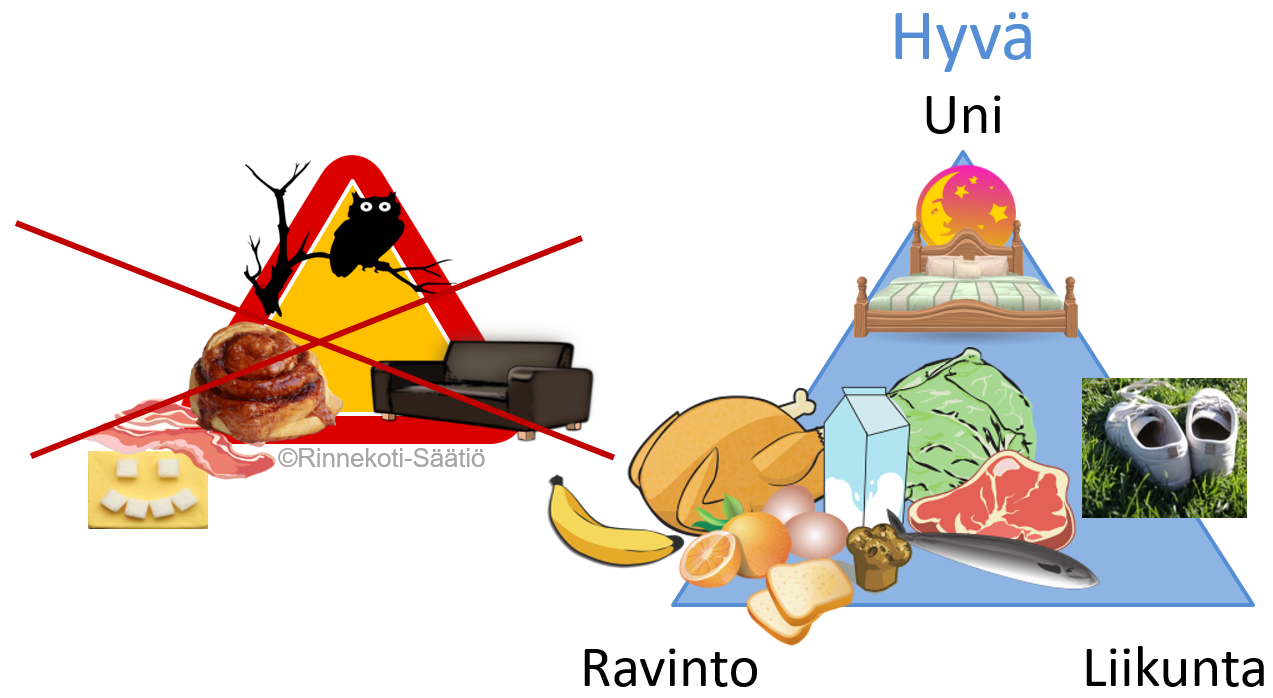 Hyvä
Uni
©Rinnekoti-Säätiö
Ravinto
Liikunta